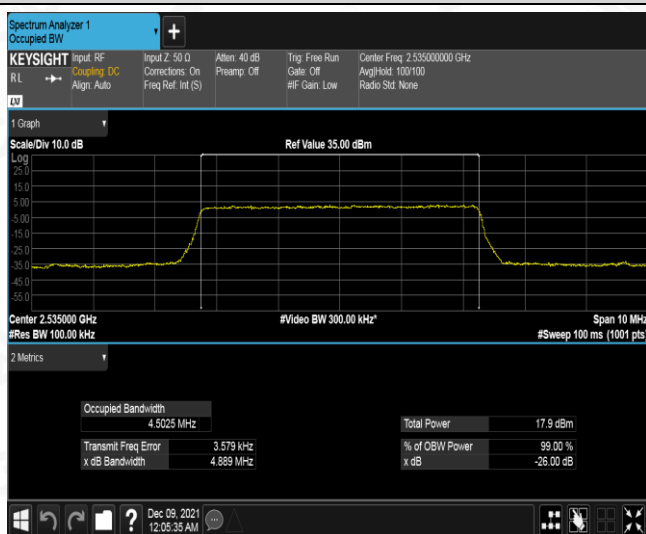 Spectrum Analyzer 1
Occupied BW
+
KEYSIGHT
RL
LXI
Input: RF
Coupling: DC
Align: Auto
Input Z: 50 Ω
Corrections: On
Freq Ref: Int (S)
Atten: 40 dB
Preamp: Off
Trig: Free Run
Gate: Off
#IF Gain: Low
Center Freq: 2.535000000 GHz
Avg|Hold: 100/100
Radio Std: None
1 Graph
Scale/Div 10.0 dB
Ref Value 35.00 dBm
Log
25.0
15.0
5.00
-5.00
-15.0
-25.0
-35.0
-45.0
-55.0
Center 2.535000 GHz
#Video BW 300.00 kHz*
Span 10 MHz
#Res BW 100.00 kHz
#Sweep 100 ms (1001 pts)
2 Metrics
Occupied Bandwidth
4.5025 MHz
Total Power 17.9 dBm
Transmit Freq Error 3.579 kHz
% of OBW Power 99.00 %
x dB Bandwidth 4.889 MHz
x dB -26.00 dB
?
Dec 09, 2021
12:05:35 AM